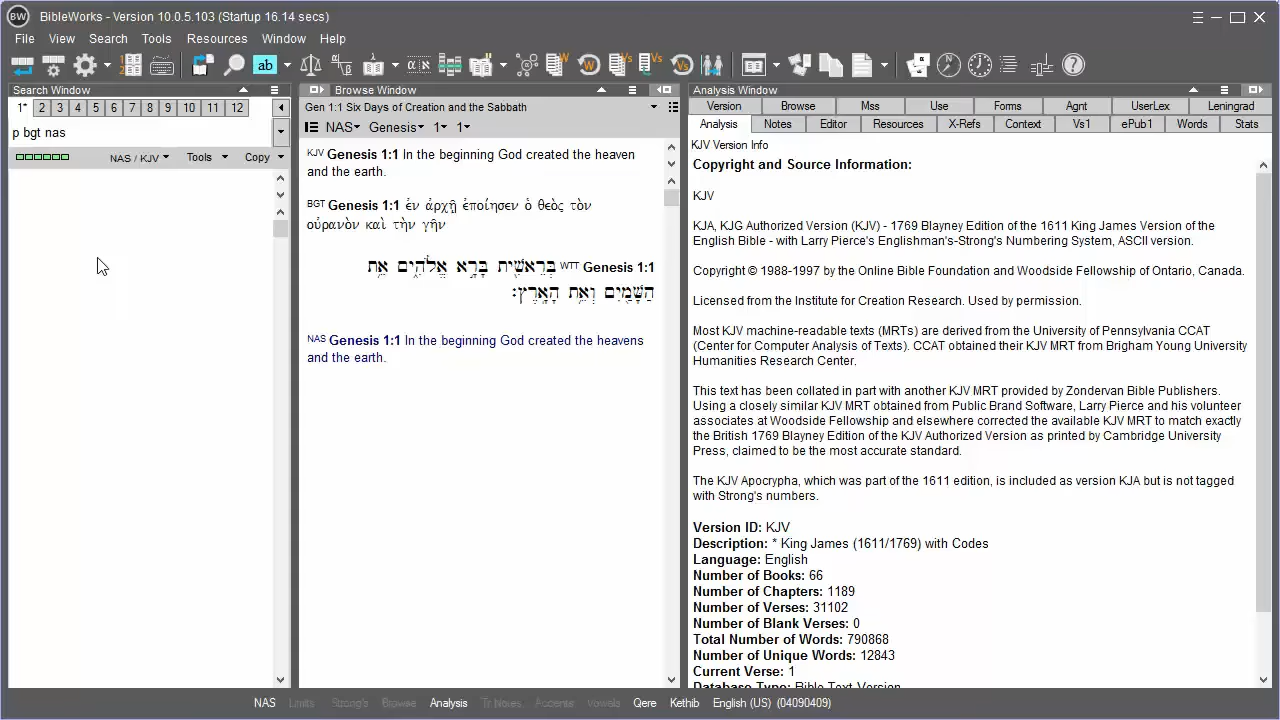 BW BibleWorks - Version 10.0.5.103 (Startup 16.14 secs)
File View Search Tools Resources Window Help
Search Window
1* 2 3 4 5 6 7 8 9 10 11 12
p bgt nas
NAS / KJV Tools Copy
Browse Window
Gen 1:1 Six Days of Creation and the Sabbath
NAS Genesis 1 1
KJV Genesis 1:1 In the beginning God created the heaven
and the earth.
BGT Genesis 1:1 ἐν ἀρχῇ ἐποίησεν ὁ θεὸς τὸν
οὐρανὸν καὶ τὴν γῆν
WTT Genesis 1:1 בְּרֵאשִׁ֖ית בָּרָ֣א אֱלֹהִ֑ים אֵ֥ת
הַשָּׁמַ֖יִם וְאֵ֥ת הָאָֽרֶץ׃
NAS Genesis 1:1 In the beginning God created the heavens
and the earth.
Analysis Window
Version Browse Mss Use Forms Agnt UserLex Leningrad
Analysis Notes Editor Resources X-Refs Context Vs1 ePub1 Words Stats
KJV Version Info
Copyright and Source Information:
KJV
KJA, KJG Authorized Version (KJV) - 1769 Blayney Edition of the 1611 King James Version of the
English Bible - with Larry Pierce's Englishman's-Strong's Numbering System, ASCII version.
Copyright © 1988-1997 by the Online Bible Foundation and Woodside Fellowship of Ontario, Canada.
Licensed from the Institute for Creation Research. Used by permission.
Most KJV machine-readable texts (MRTs) are derived from the University of Pennsylvania CCAT
(Center for Computer Analysis of Texts). CCAT obtained their KJV MRT from Brigham Young University
Humanities Research Center.
This text has been collated in part with another KJV MRT provided by Zondervan Bible Publishers.
Using a closely similar KJV MRT obtained from Public Brand Software, Larry Pierce and his volunteer
associates at Woodside Fellowship and elsewhere corrected the available KJV MRT to match exactly
the British 1769 Blayney Edition of the KJV Authorized Version as printed by Cambridge University
Press, claimed to be the most accurate standard.
The KJV Apocrypha, which was part of the 1611 edition, is included as version KJA but is not tagged
with Strong's numbers.
Version ID: KJV
Description: * King James (1611/1769) with Codes
Language: English
Number of Books: 66
Number of Chapters: 1189
Number of Verses: 31102
Number of Blank Verses: 0
Total Number of Words: 790868
Number of Unique Words: 12843
Current Verse: 1
Database Type: Bible Text Version
NAS Limits Strong's Browse Analysis Tr Notes Accents Vowels Qere Kethib English (US) (04090409)